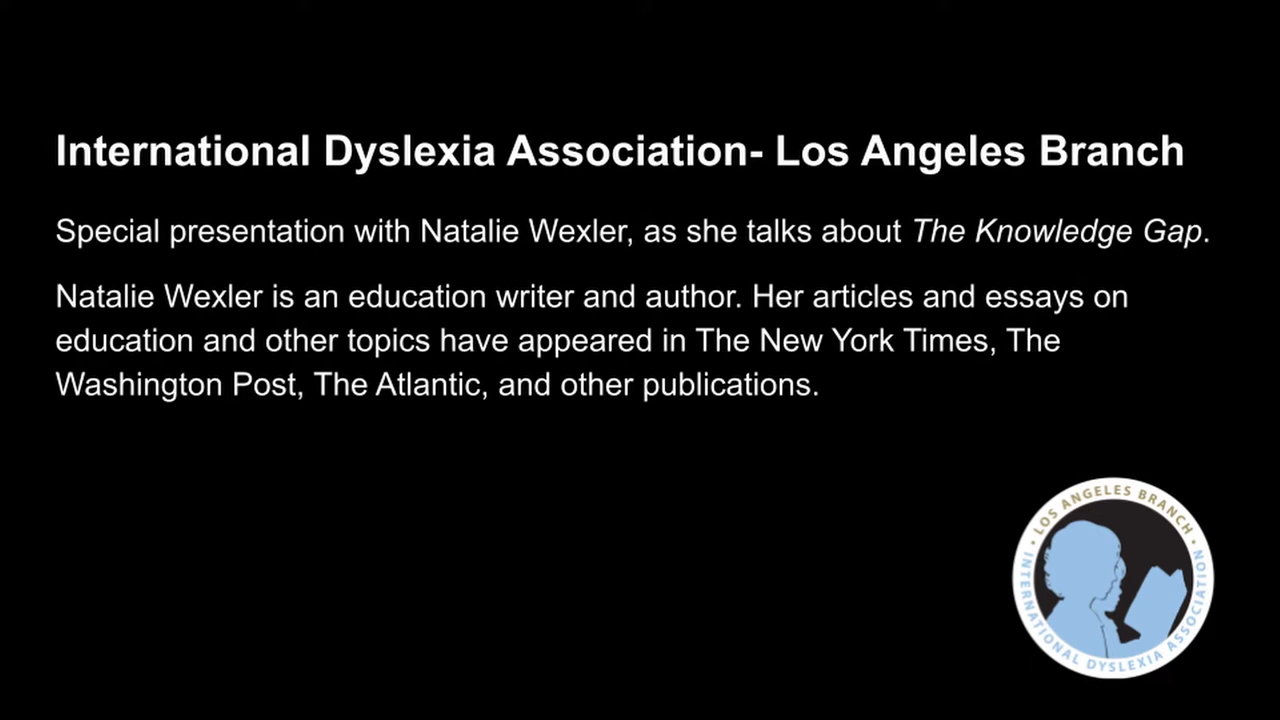 International Dyslexia Association- Los Angeles Branch
Special presentation with Natalie Wexler, as she talks about The Knowledge Gap.
Natalie Wexler is an education writer and author. Her articles and essays on
education and other topics have appeared in The New York Times, The
Washington Post, The Atlantic, and other publications.
• LOS ANGELES BRANCH •
INTERNATIONAL DYSLEXIA ASSOCIATION